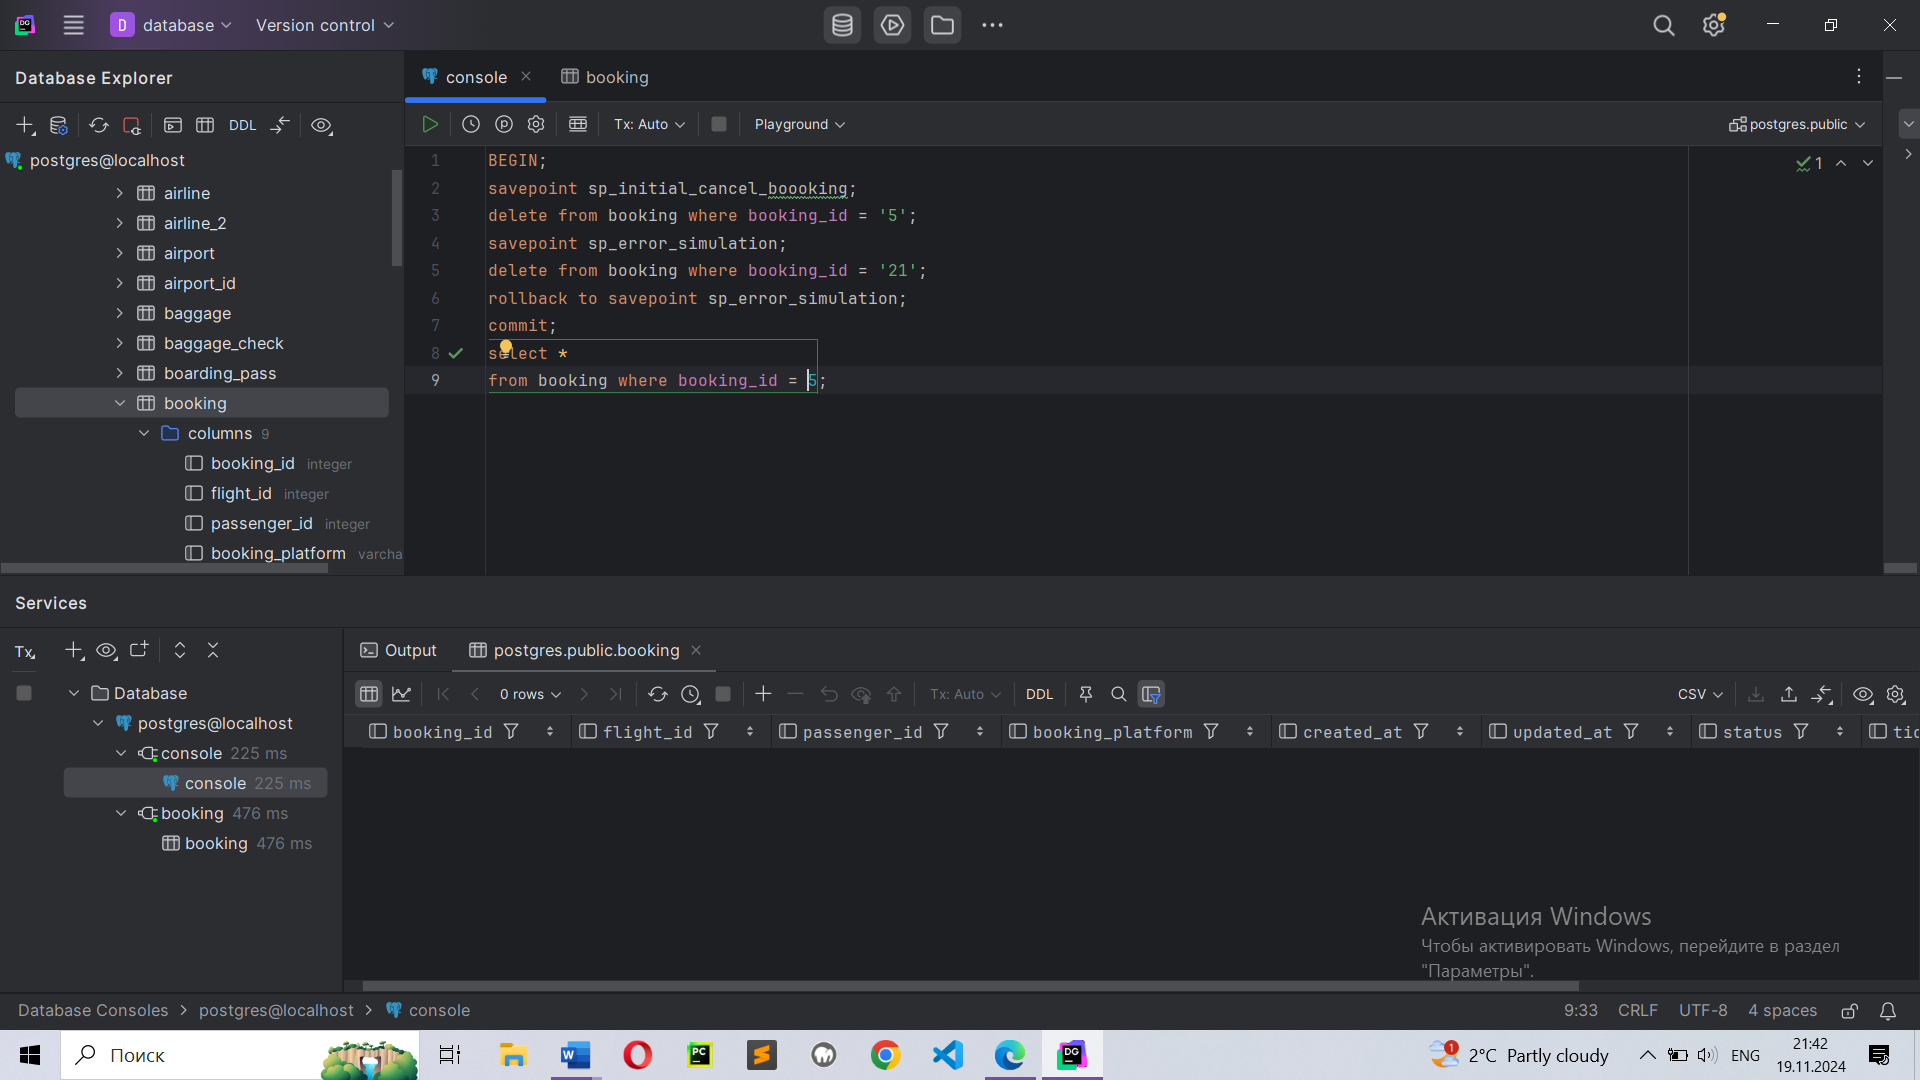 DG
D database
Version control
Database Explorer
console
booking
DDL
Tx: Auto
Playground
postgres.public
postgres@localhost
airline
airline_2
airport
airport_id
baggage
baggage_check
boarding_pass
booking
columns 9
booking_id integer
flight_id integer
passenger_id integer
booking_platform varcha
1 BEGIN;
2 savepoint sp_initial_cancel_boooking;
3 delete from booking where booking_id = '5';
4 savepoint sp_error_simulation;
5 delete from booking where booking_id = '21';
6 rollback to savepoint sp_error_simulation;
7 commit;
8 select *
9 from booking where booking_id = 5;
1
Services
Tx
Database
postgres@localhost
console 225 ms
console 225 ms
booking 476 ms
booking 476 ms
Output
postgres.public.booking
0 rows
Tx: Auto
DDL
CSV
booking_id
flight_id
passenger_id
booking_platform
created_at
updated_at
status
tic
Активация Windows
Чтобы активировать Windows, перейдите в раздел
"Параметры".
Database Consoles > postgres@localhost > console
9:33 CRLF UTF-8 4 spaces
Поиск
W
PC
DG
1
2°C Partly cloudy
ENG
21:42
19.11.2024